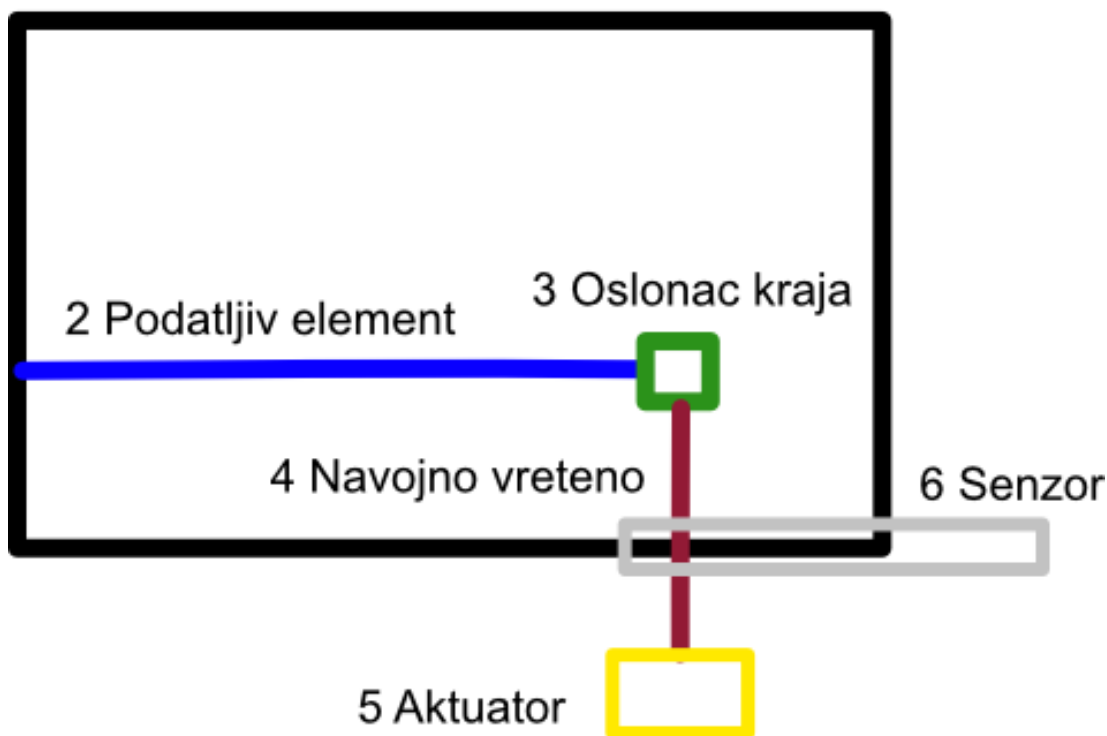 3 Oslonac kraja
2 Podatljiv element
4 Navojno vreteno
6 Senzor
5 Aktuator